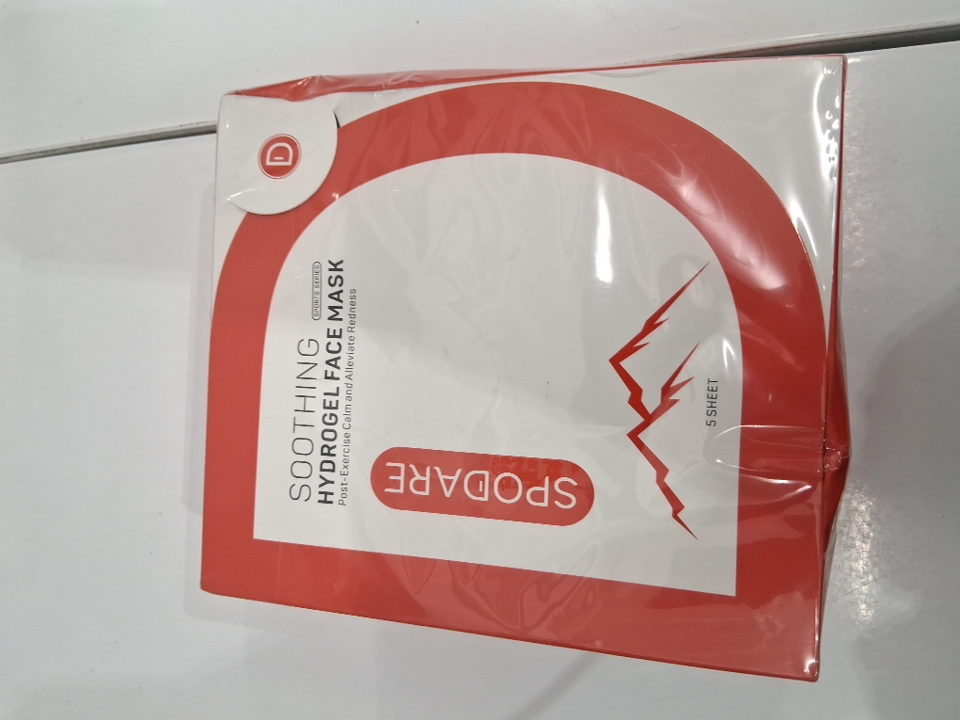 D
SOOTHING
SPORTS SERIES
HYDROGEL FACE MASK
Post-Exercise Calm and Alleviate Redness
SPODARE
5 SHEET